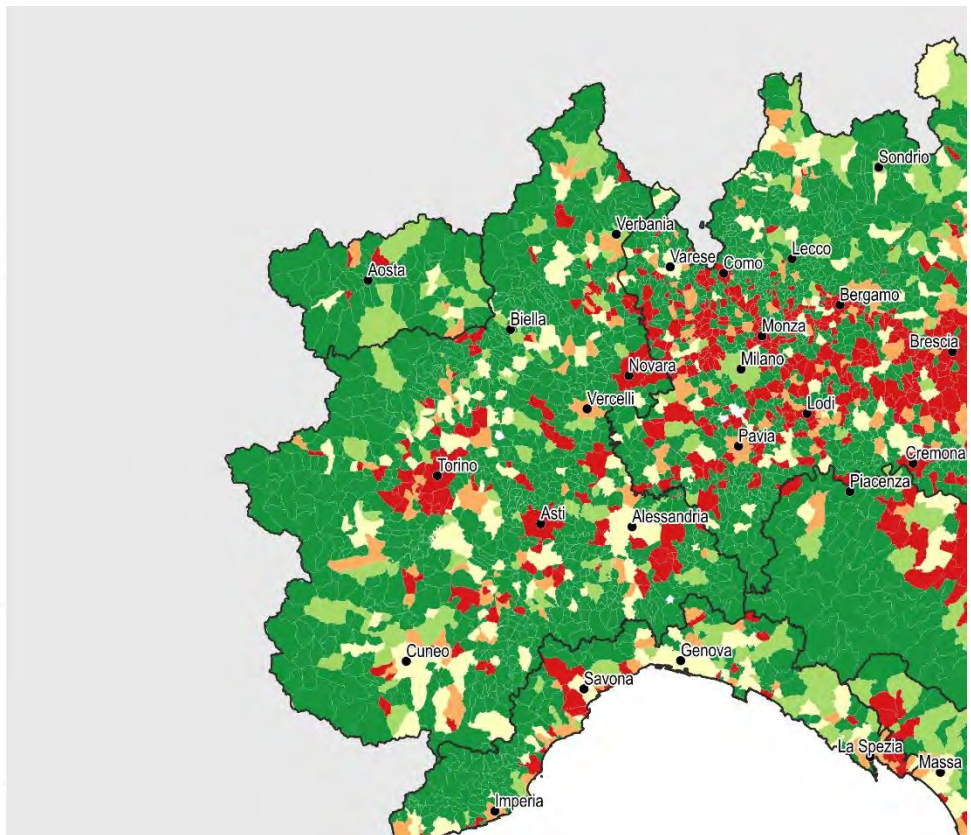 Sondrio
Verbania
Varese
Como
Lecco
Aosta
Bergamo
Biella
Monza
Brescia
Novara
Milano
Vercelli
Lodi
Pavia
Cremona
Torino
Piacenza
Asti
Alessandria
Cuneo
Genova
Savona
La Spezia
Massa
Imperia